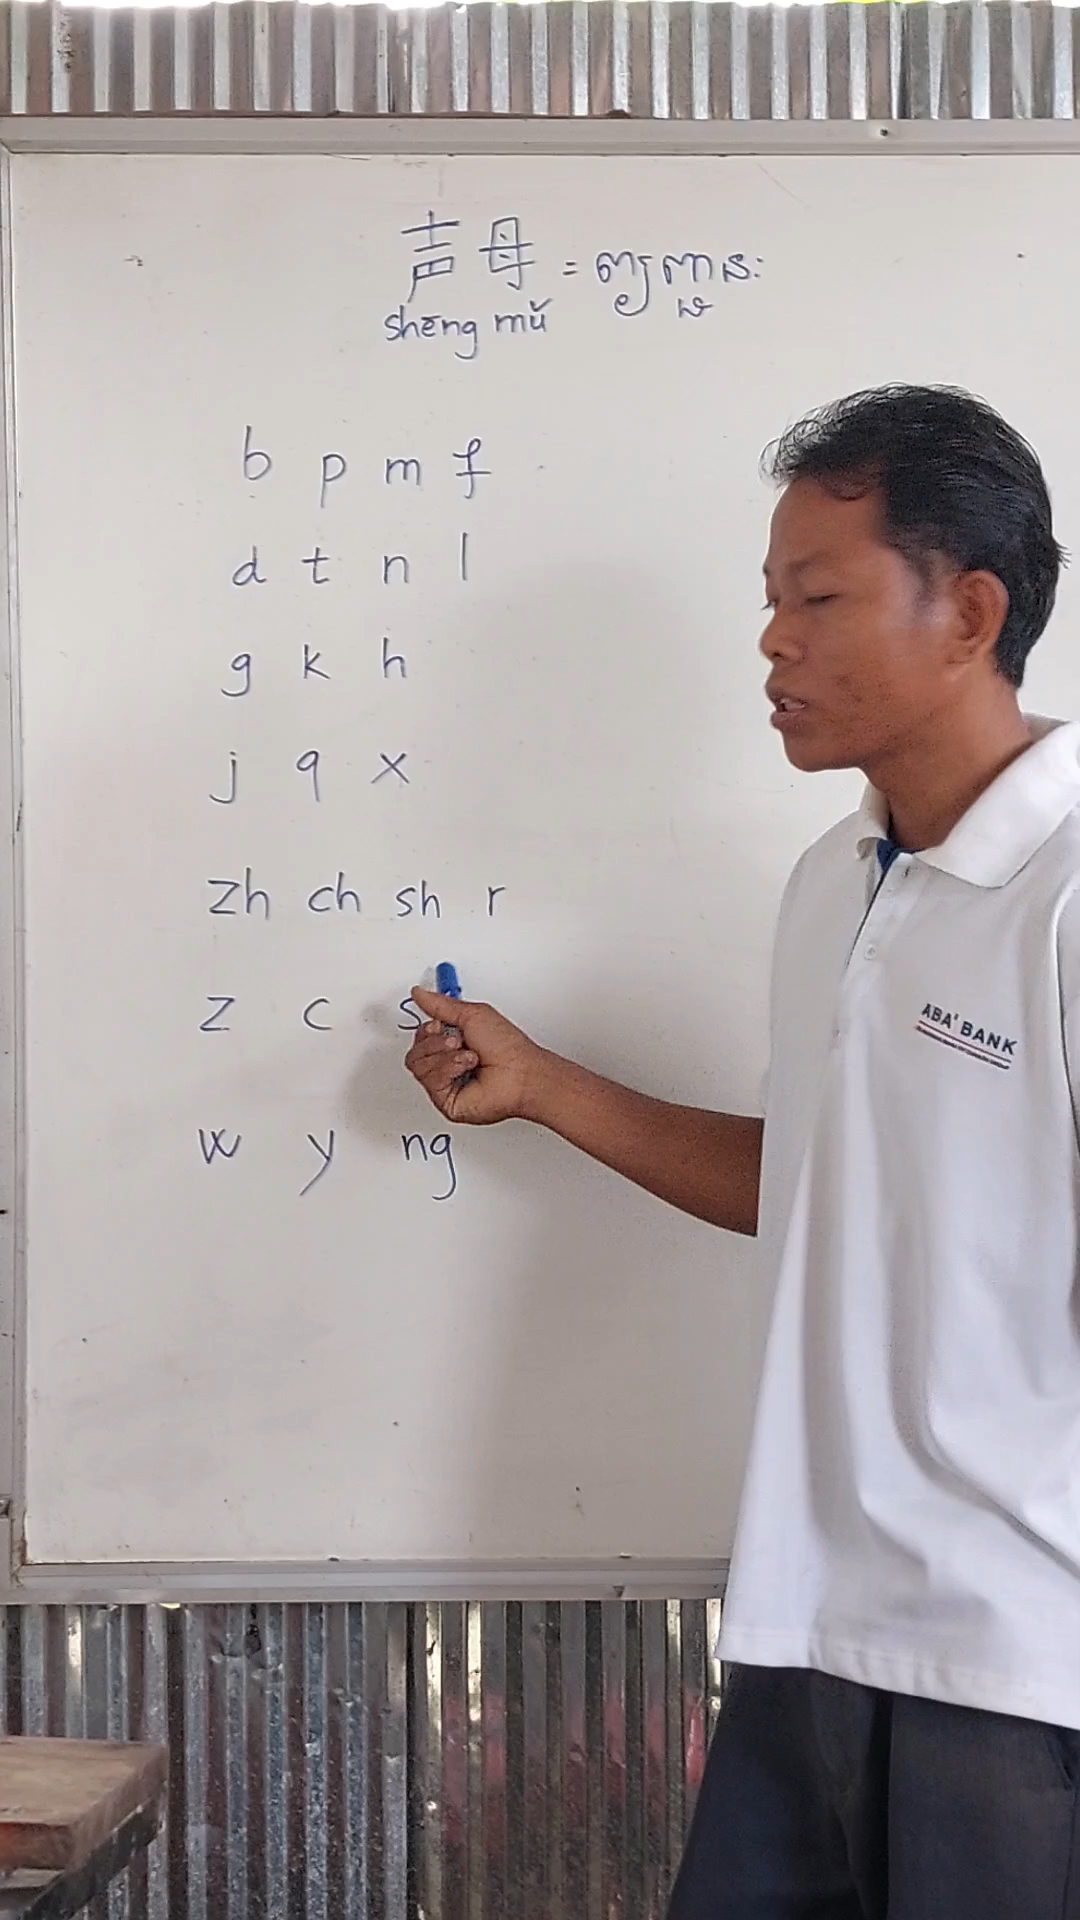 声母 = ព្យញ្ជនៈ
shēng mǔ
b p m f
d t n l
g k h
j q x
zh ch sh r
z c s
w y ng
ABA' BANK